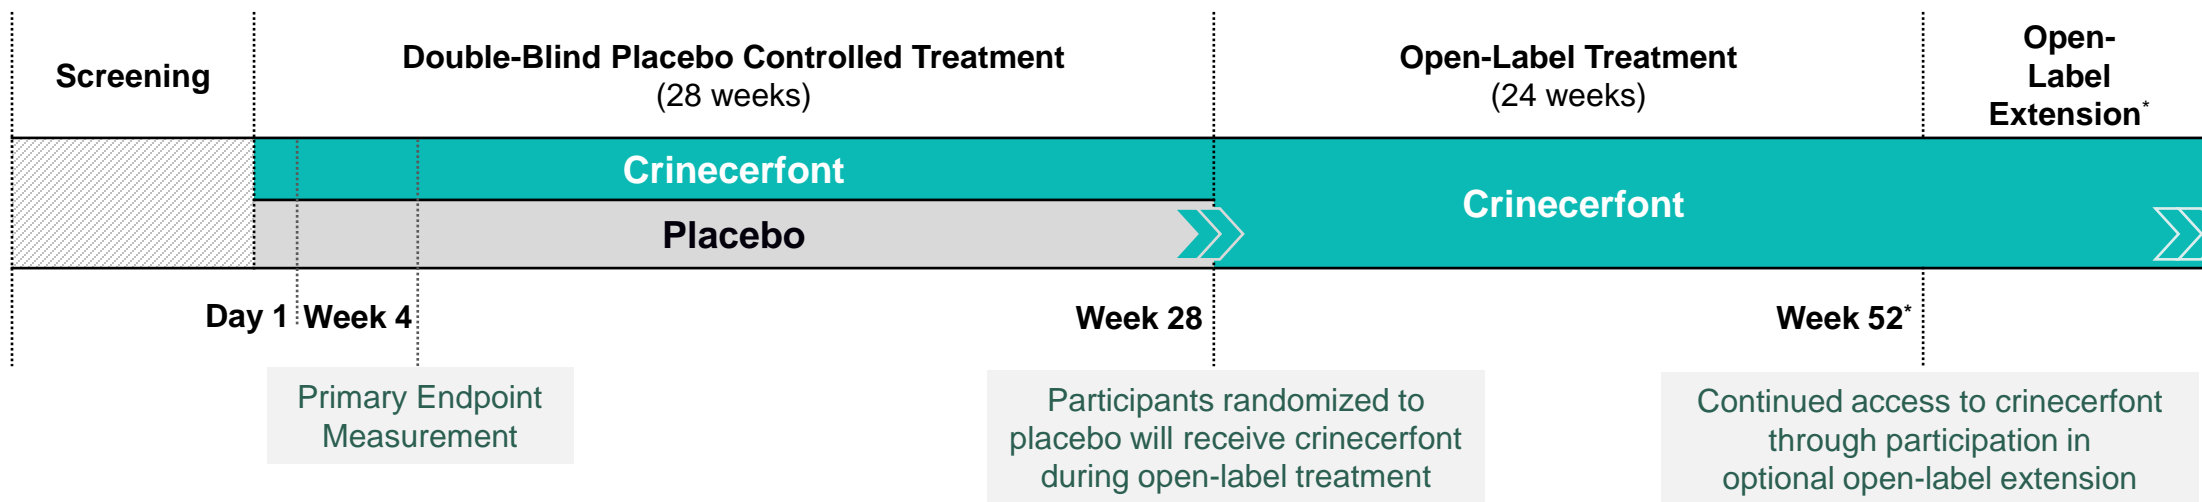 Screening
Double-Blind Placebo Controlled Treatment
(28 weeks)
Open-Label Treatment
(24 weeks)
Open-
Label
Extension*
Crinecerfont
Placebo
Crinecerfont
Day 1
Week 4
Week 28
Week 52*
Primary Endpoint
Measurement
Participants randomized to
placebo will receive crinecerfont
during open-label treatment
Continued access to crinecerfont
through participation in
optional open-label extension